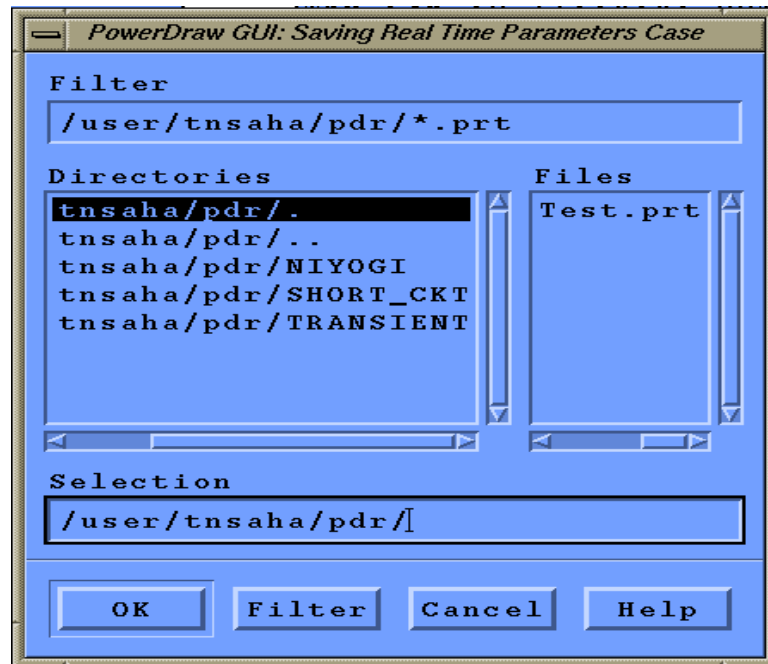 PowerDraw GUI: Saving Real Time Parameters Case
Filter
/user/tnsaha/pdr/*.prt
Directories
tnsaha/pdr/.
tnsaha/pdr/..
tnsaha/pdr/NIYOGI
tnsaha/pdr/SHORT_CKT
tnsaha/pdr/TRANSIENT
Files
Test.prt
Selection
/user/tnsaha/pdr/
OK Filter Cancel Help